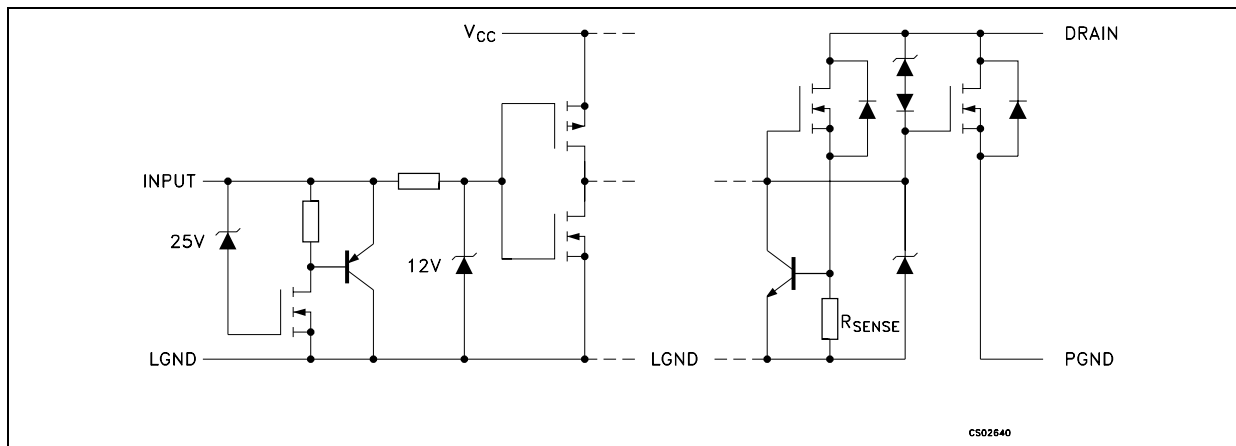 VCC
DRAIN
INPUT
25V
12V
RSENSE
LGND
LGND
PGND
CS02640